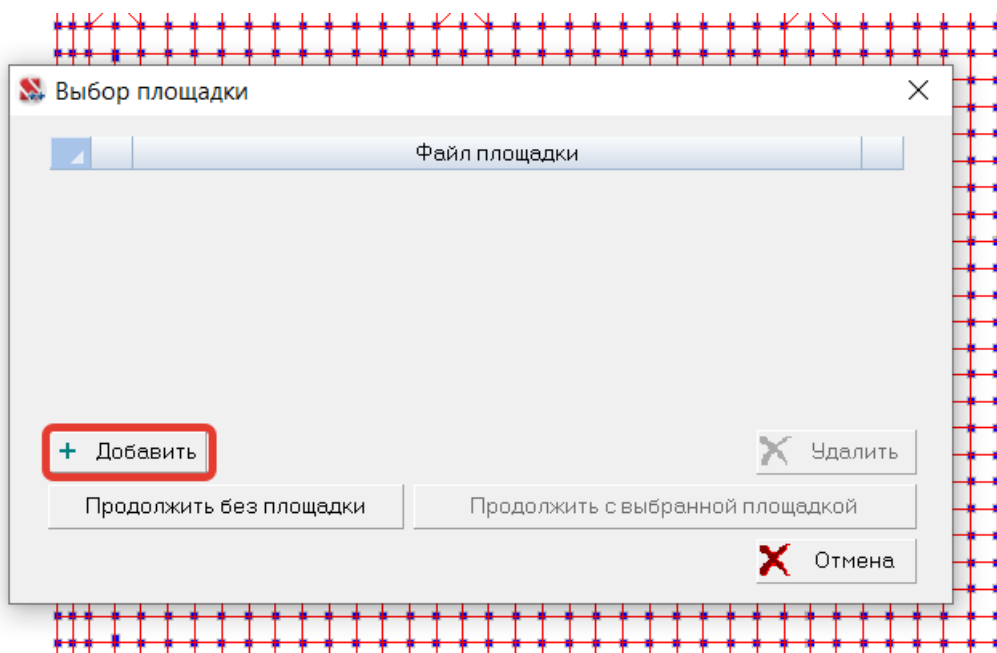 Выбор площадки
Файл площадки
+ Добавить
Удалить
Продолжить без площадки
Продолжить с выбранной площадкой
Отмена